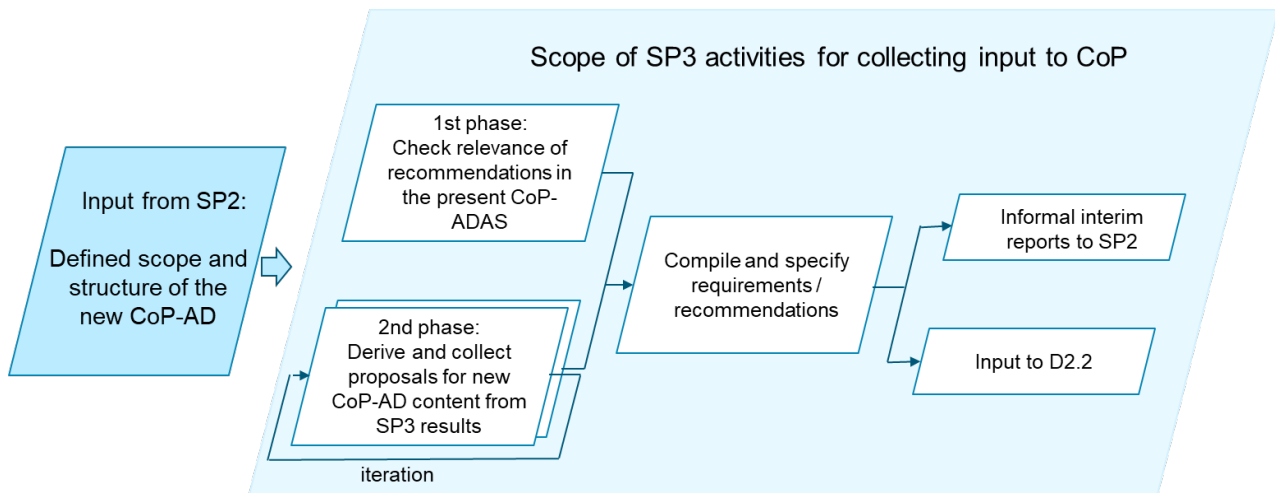 Scope of SP3 activities for collecting input to CoP
Input from SP2:
Defined scope and
structure of the
new CoP-AD
1st phase:
Check relevance of
recommendations in
the present CoP-
ADAS
2nd phase:
Derive and collect
proposals for new
CoP-AD content from
SP3 results
iteration
Compile and specify
requirements /
recommendations
Informal interim
reports to SP2
Input to D2.2